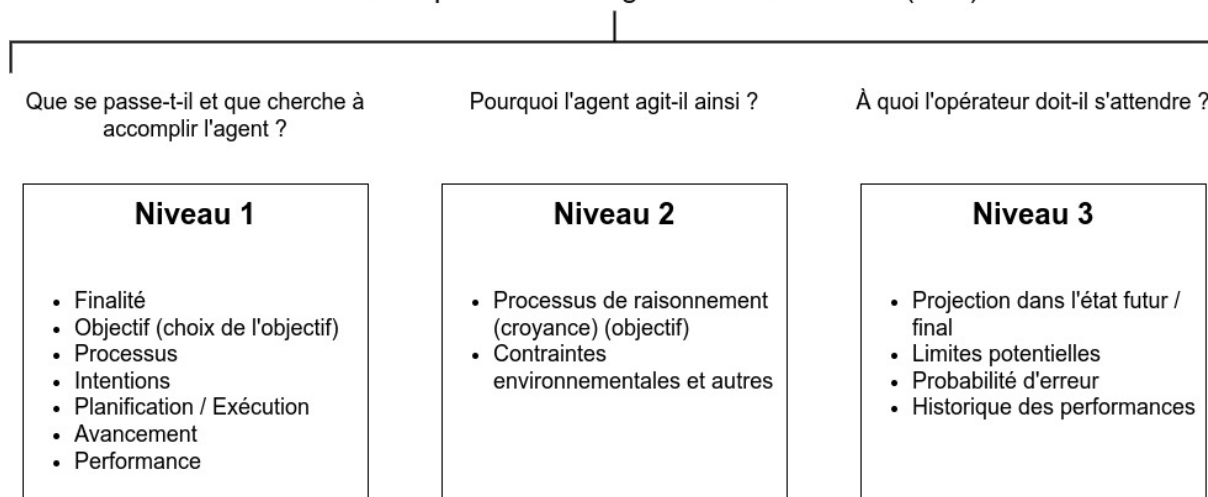 Que se passe-t-il et que cherche à
accomplir l'agent ?
Pourquoi l'agent agit-il ainsi ?
À quoi l'opérateur doit-il s'attendre ?
Niveau 1
• Finalité
• Objectif (choix de l'objectif)
• Processus
• Intentions
• Planification / Exécution
• Avancement
• Performance
Niveau 2
• Processus de raisonnement
(croyance) (objectif)
• Contraintes
environnementales et autres
Niveau 3
• Projection dans l'état futur /
final
• Limites potentielles
• Probabilité d'erreur
• Historique des performances